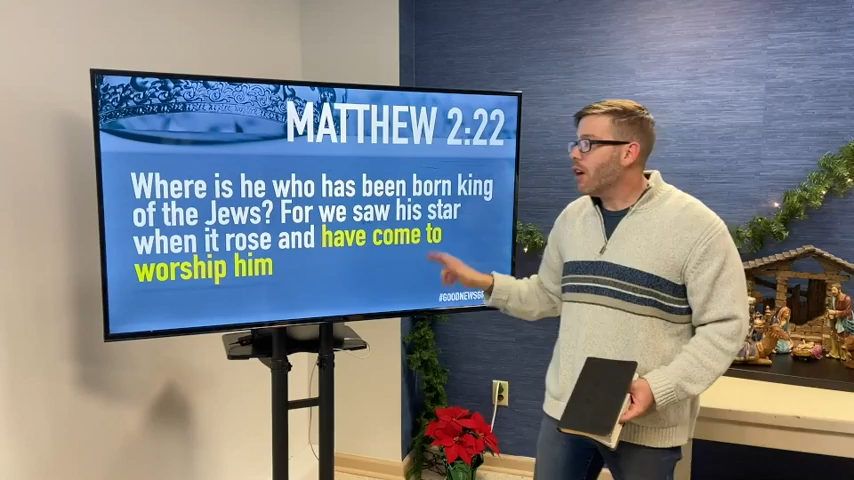 MATTHEW 2:22
Where is he who has been born king
of the Jews? For we saw his star
when it rose and have come to
worship him